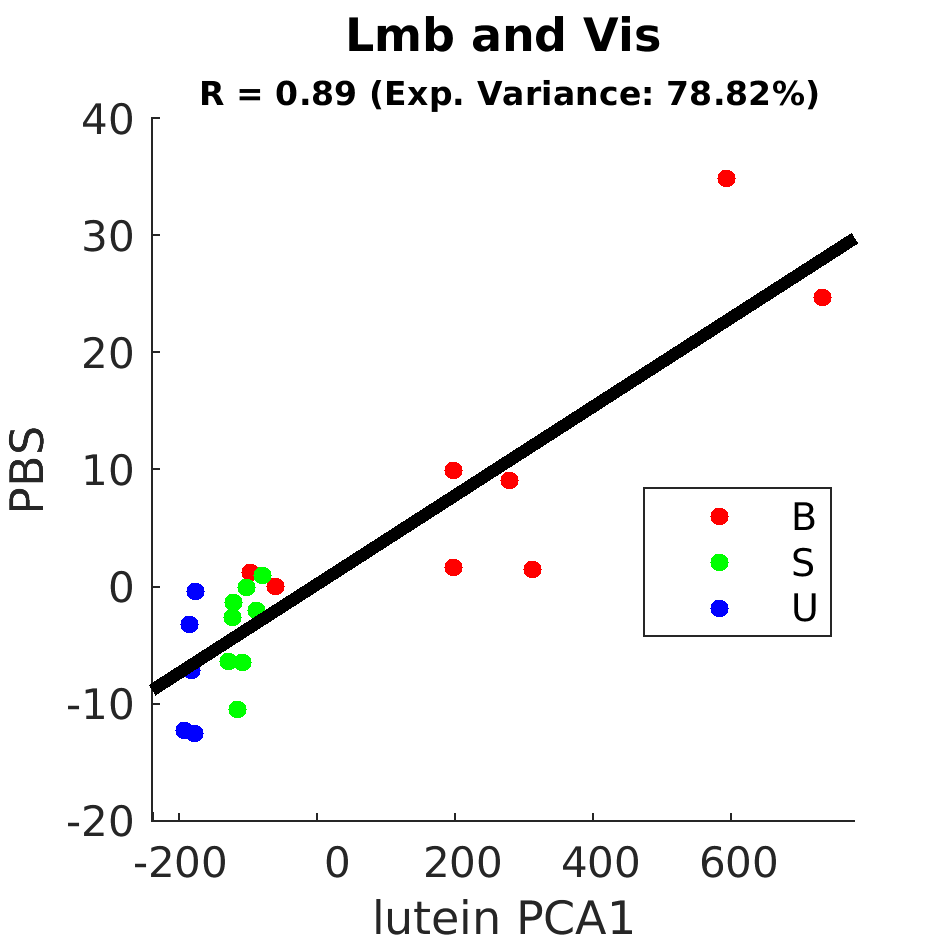 Lmb and Vis
R = 0.89 (Exp. Variance: 78.82%)
40
30
20
10
0
-10
-20
PBS
B
S
U
-200 0 200 400 600
lutein PCA1